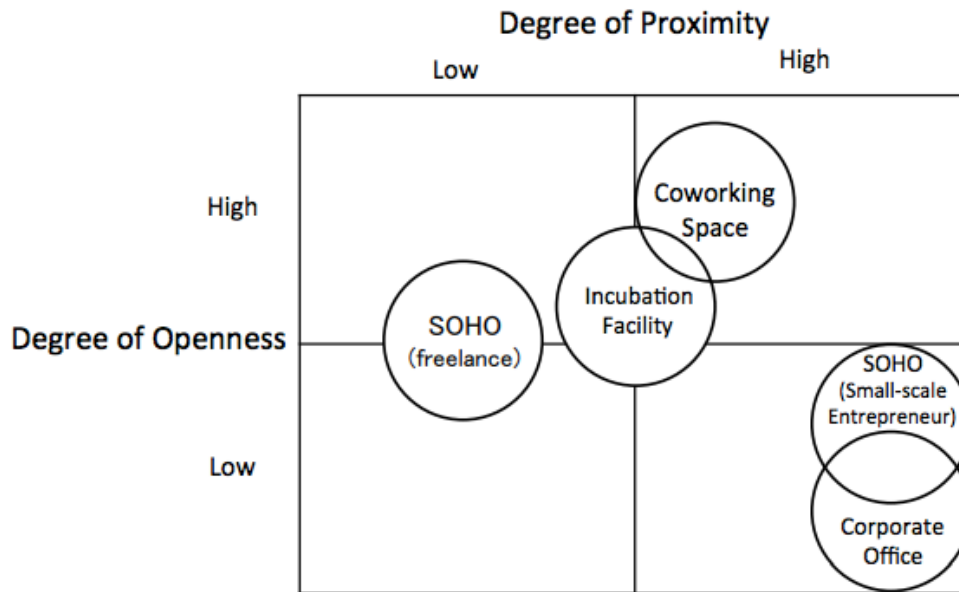 Degree of Proximity
Low
High
High
Coworking
Space
Incubation
Facility
SOHO
(freelance)
Degree of Openness
SOHO
(Small-scale
Entrepreneur)
Low
Corporate
Office